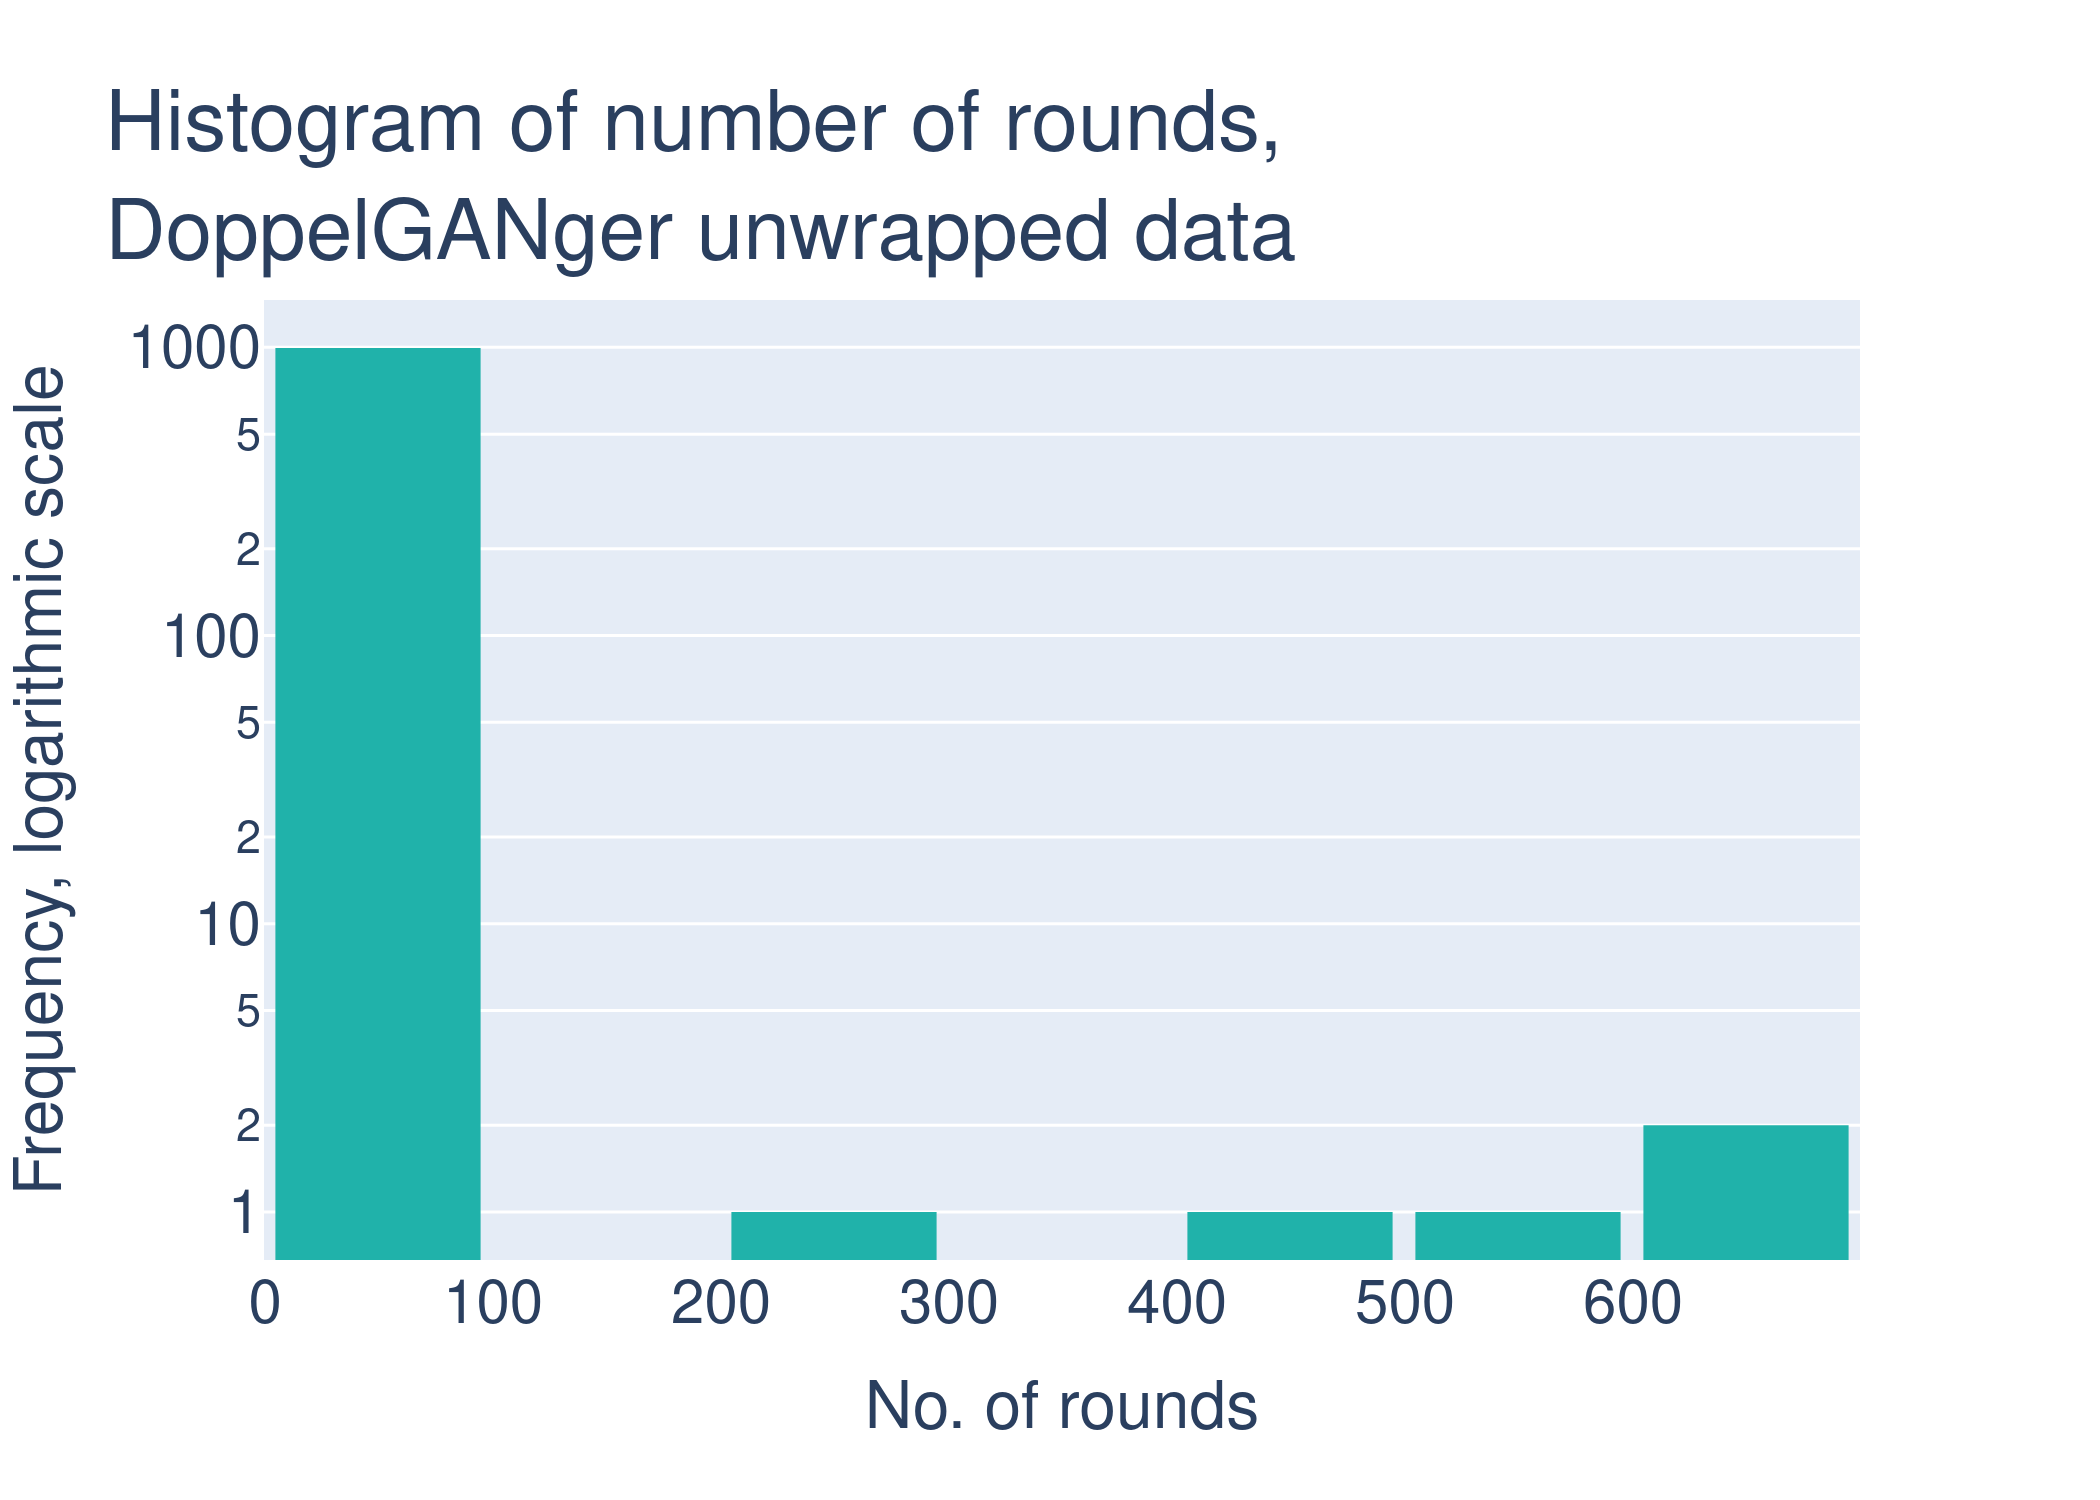 Histogram of number of rounds,
DoppelGANger unwrapped data
Frequency, logarithmic scale
1000
5
2
100
5
2
10
5
2
1
0 100 200 300 400 500 600
No. of rounds